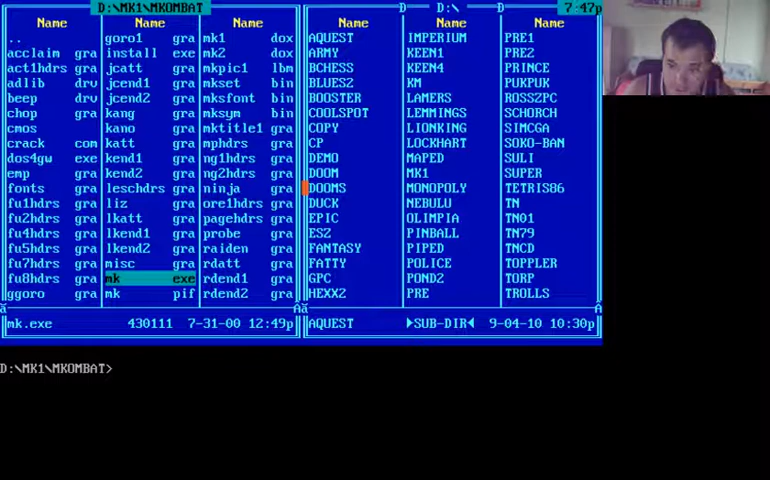 D:\MK1\MKOMBAT D D:\ D 7:47p
Name Name Name Name Name Name
.. goro1 gra mk1 dox AQUEST IMPERIUM PRE1
acclaim gra install exe mk2 dox ARMY KEEN1 PRE2
act1hdrs gra jcatt gra mkpic1 lbm BCHESS KEEN4 PRINCE
adlib drv jcend1 gra mkset bin BLUES2 KM PUKPUK
beep drv jcend2 gra mksfont bin BOOSTER LAMERS ROSS2PC
chop gra kang gra mksym bin COOLSPOT LEMMINGS SCHORCH
cmos kano gra mktitle1 gra COPY LIONKING SIMCGA
crack com katt gra mphdrs gra CP LOCKHART SOKO-BAN
dos4gw exe kend1 gra ng1hdrs gra DEMO MAPED SULI
emp gra kend2 gra ng2hdrs gra DOOM MK1 SUPER
fonts gra leschdrs gra ninja gra DOOMS MONOPOLY TETRIS86
fu1hdrs gra liz gra ore1hdrs gra DUCK NEBULU TN
fu2hdrs gra lkatt gra pagehdrs gra EPIC OLIMPIA TN01
fu4hdrs gra lkend1 gra probe gra ES2 PINBALL TN79
fu5hdrs gra lkend2 gra raiden gra FANTASY PIPED TNCD
fu7hdrs gra misc gra rdatt gra FATTY POLICE TOPPLER
fu8hdrs gra mk exe rdend1 gra GPC POND2 TORP
ggoro gra mk pif rdend2 gra HEXX2 PRE TROLLS
mk.exe 430111 7-31-00 12:49p AQUEST ►SUB-DIR◄ 9-04-10 10:30p
D:\MK1\MKOMBAT>